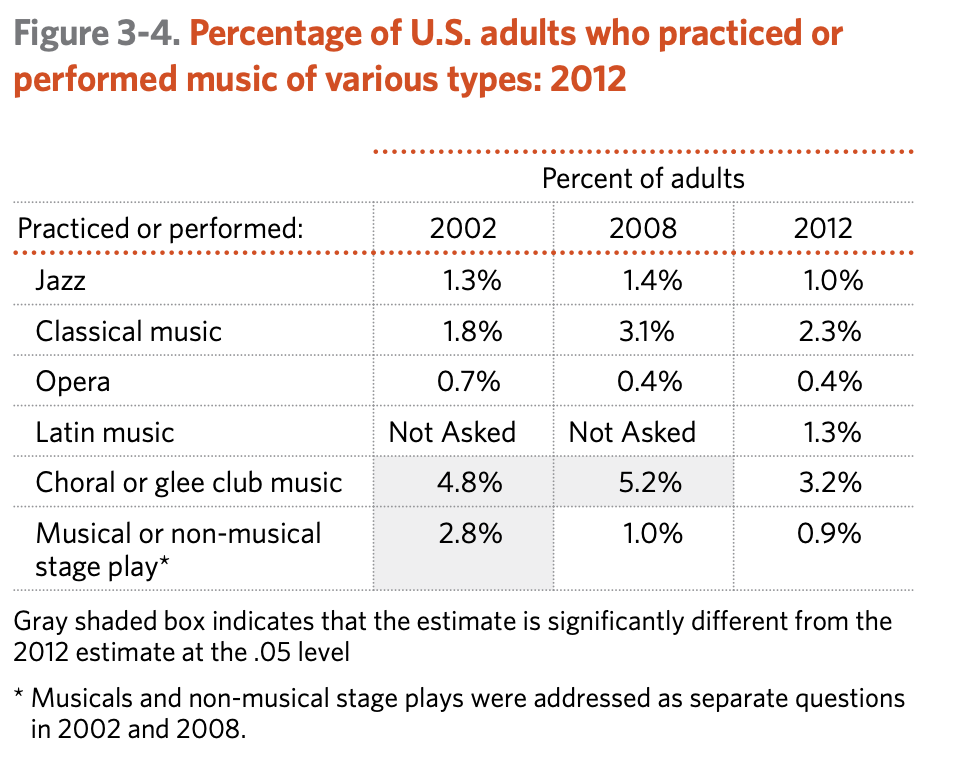 Figure 3-4. Percentage of U.S. adults who practiced or
performed music of various types: 2012
Percent of adults
Practiced or performed: 2002 2008 2012
Jazz 1.3% 1.4% 1.0%
Classical music 1.8% 3.1% 2.3%
Opera 0.7% 0.4% 0.4%
Latin music Not Asked Not Asked 1.3%
Choral or glee club music 4.8% 5.2% 3.2%
Musical or non-musical 2.8% 1.0% 0.9%
stage play*
Gray shaded box indicates that the estimate is significantly different from the
2012 estimate at the .05 level
* Musicals and non-musical stage plays were addressed as separate questions
in 2002 and 2008.